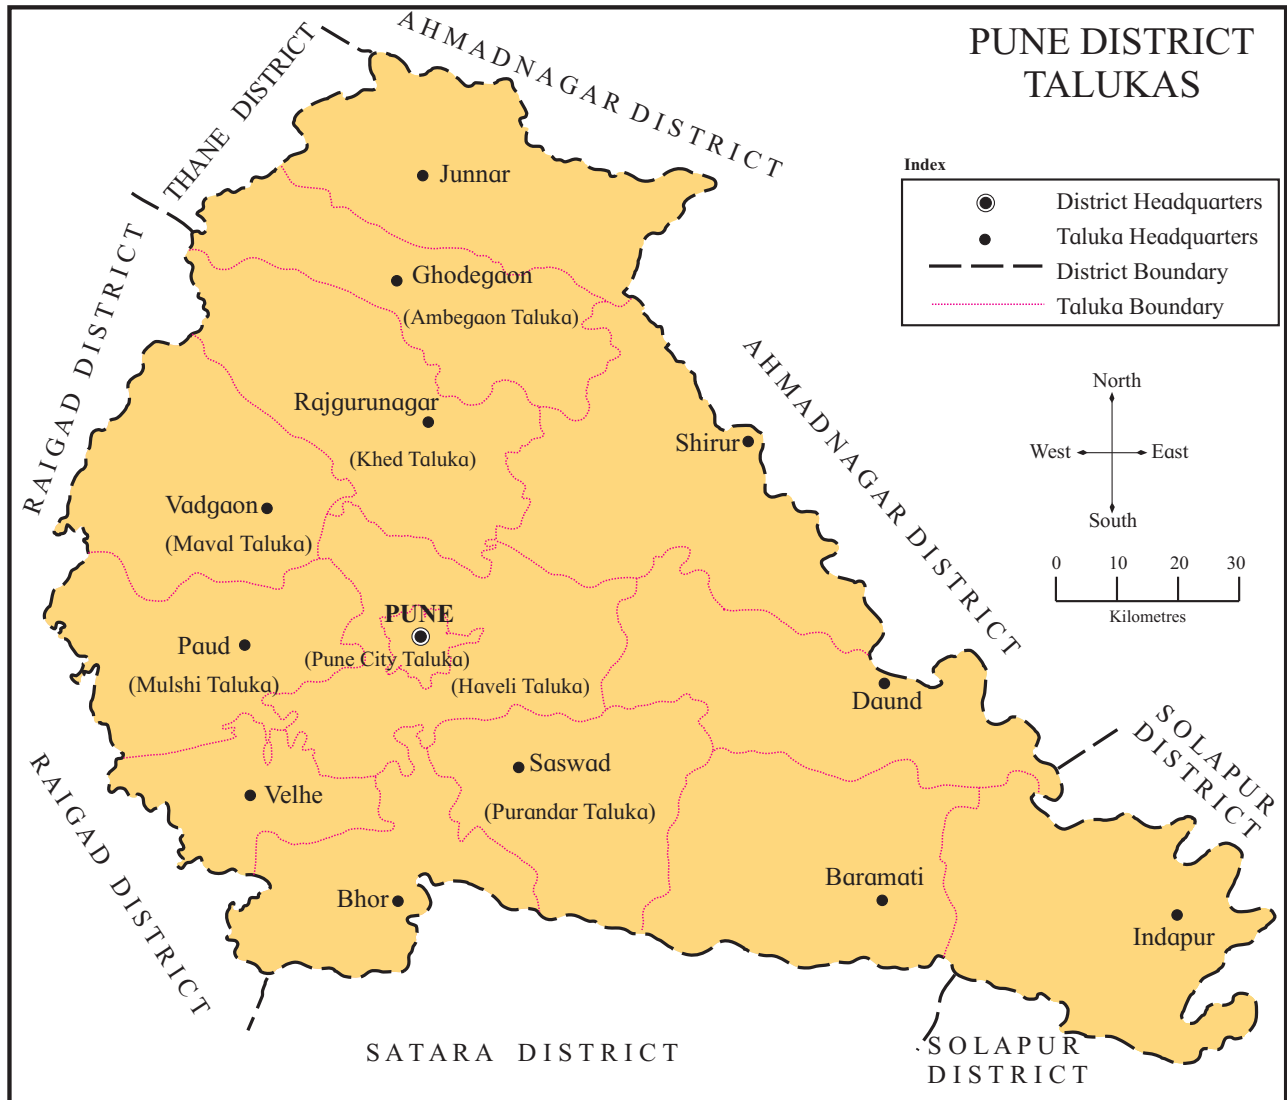 PUNE DISTRICT
TALUKAS
Index
District Headquarters
Taluka Headquarters
District Boundary
Taluka Boundary
AHMADNAGAR DISTRICT
THANE DISTRICT
RAIGAD DISTRICT
Junnar
Ghodegaon
(Ambegaon Taluka)
AHMADNAGAR DISTRICT
Rajgurunagar
(Khed Taluka)
Shirur
North
West
East
South
Vadgaon
(Maval Taluka)
0 10 20 30
Kilometres
PUNE
(Pune City Taluka)
(Haveli Taluka)
Paud
(Mulshi Taluka)
Daund
SOLAPUR
DISTRICT
RAIGAD DISTRICT
Velhe
Saswad
(Purandar Taluka)
Bhor
Baramati
Indapur
SATARA DISTRICT
SOLAPUR
DISTRICT